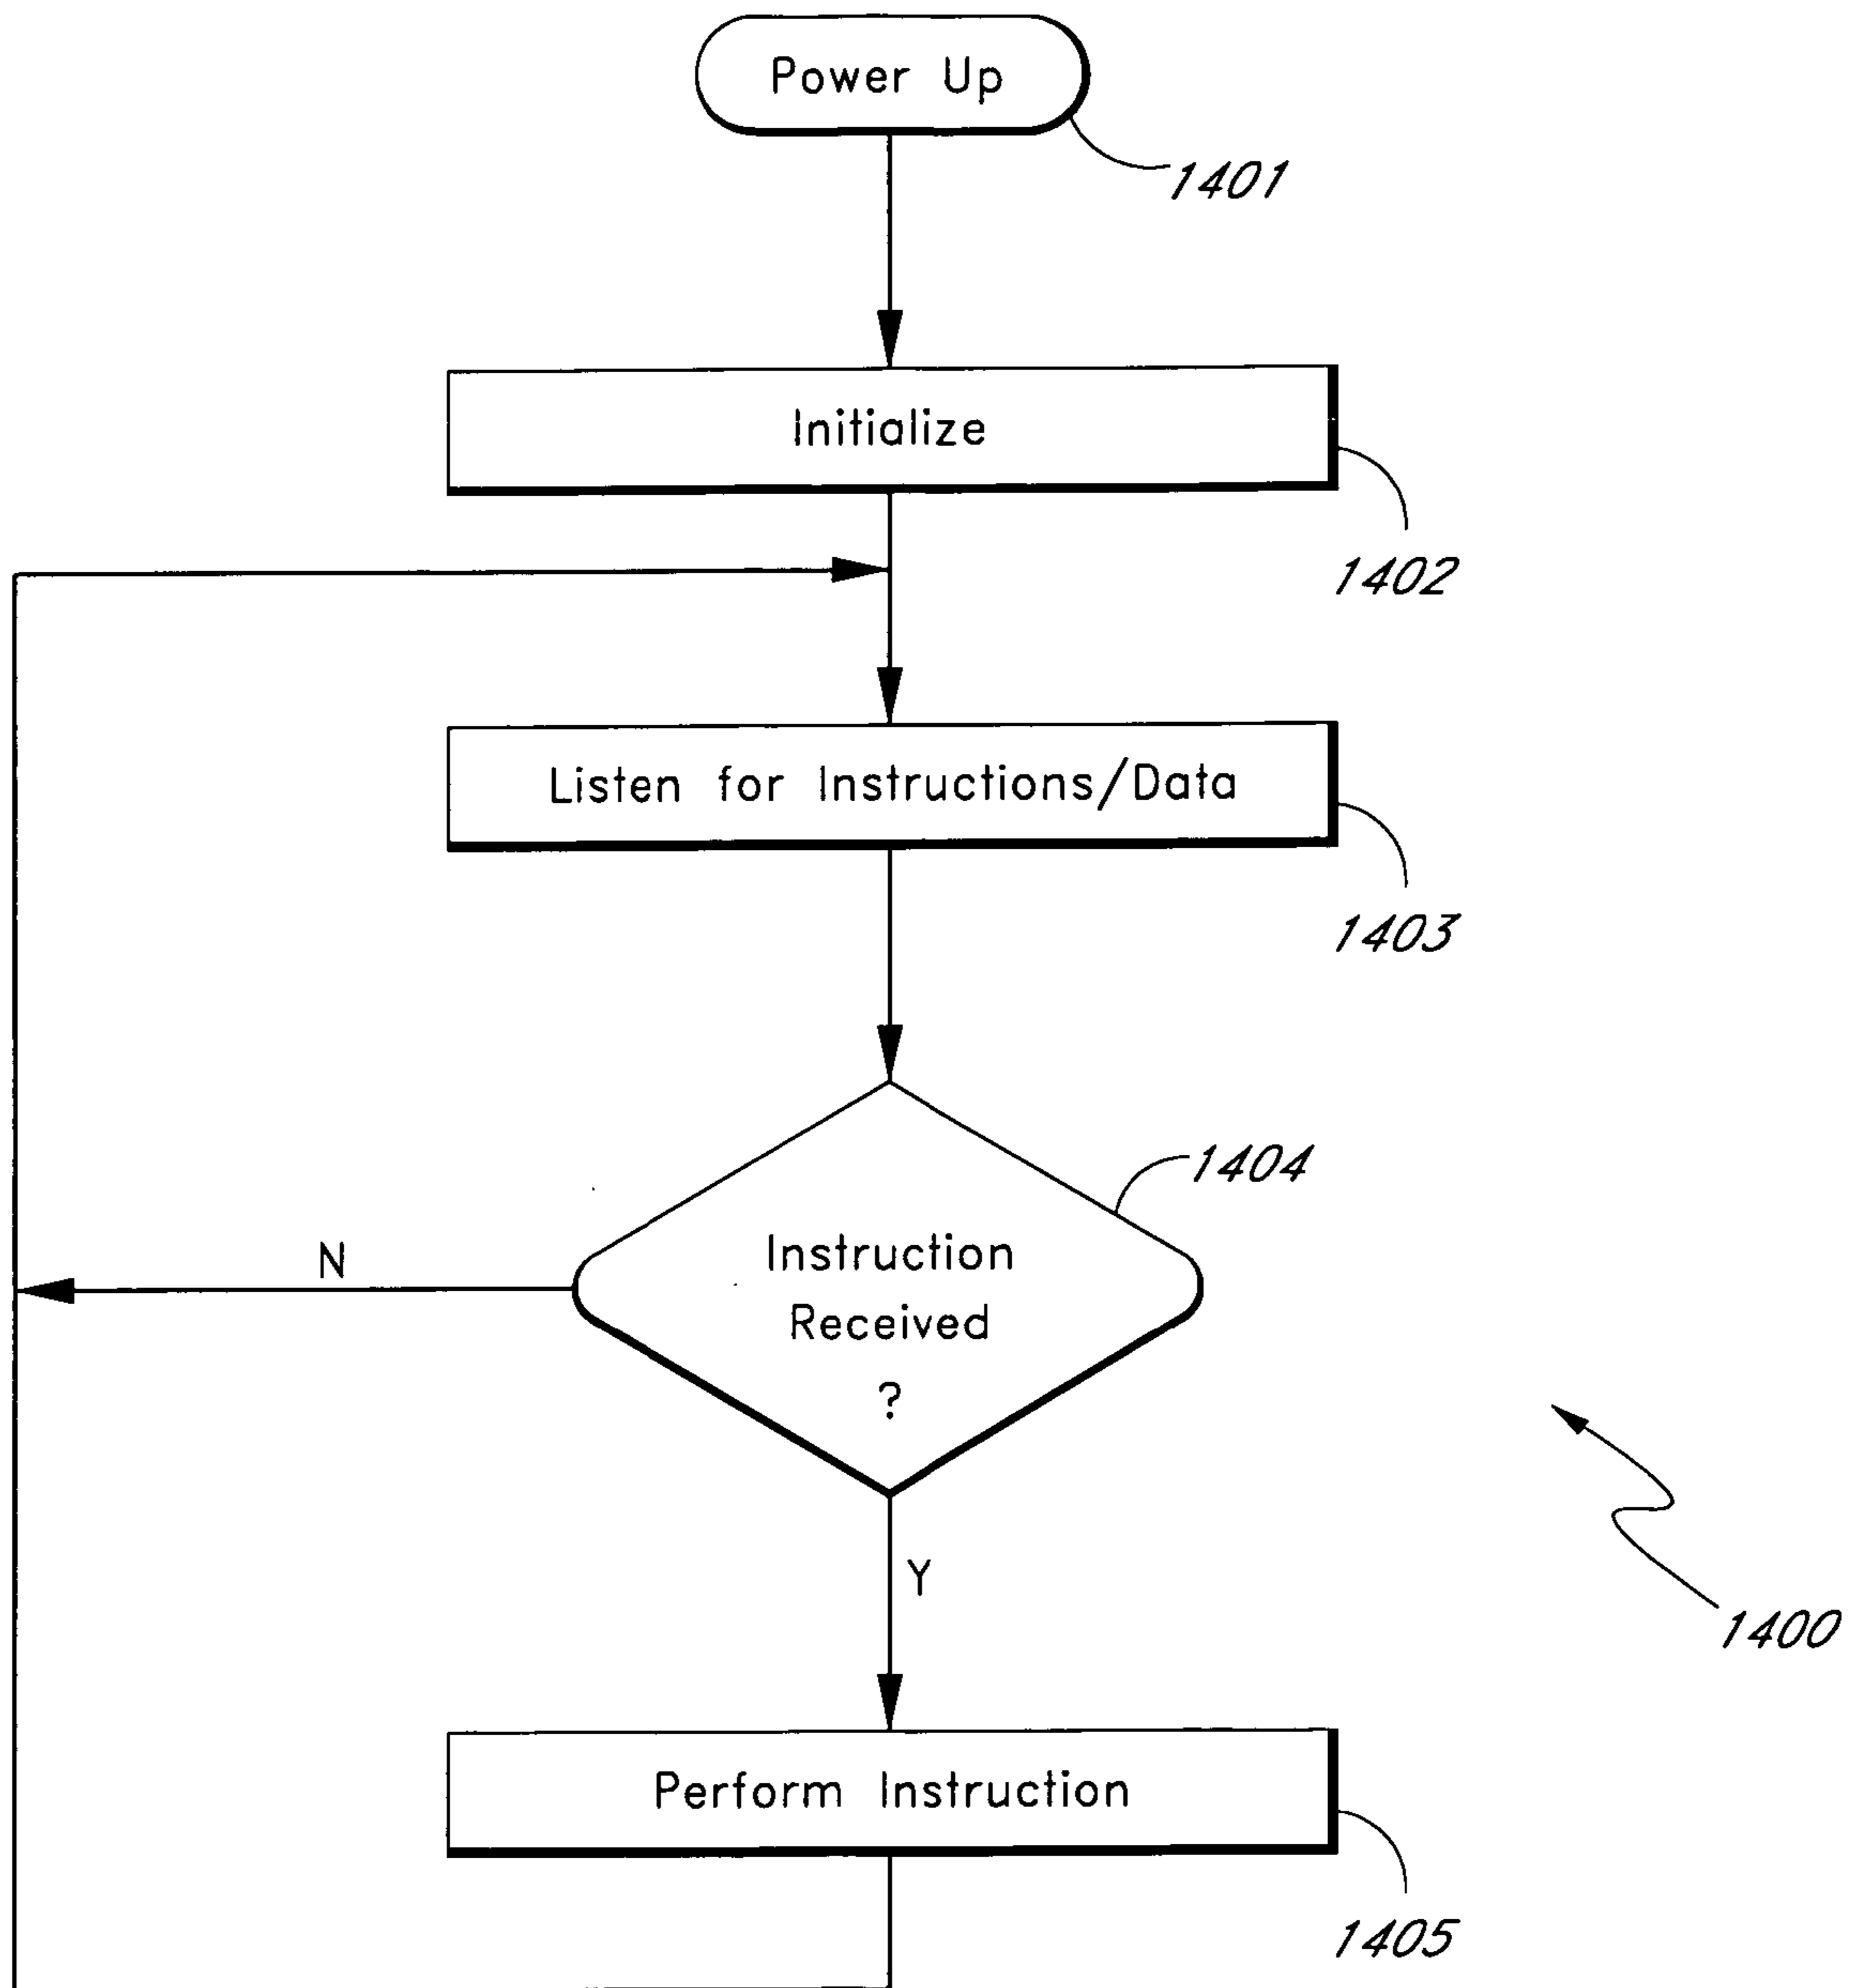 Power Up
1401
Initialize
1402
Listen for Instructions/Data
1403
1404
Instruction
Received
?
N
Y
1400
Perform Instruction
1405